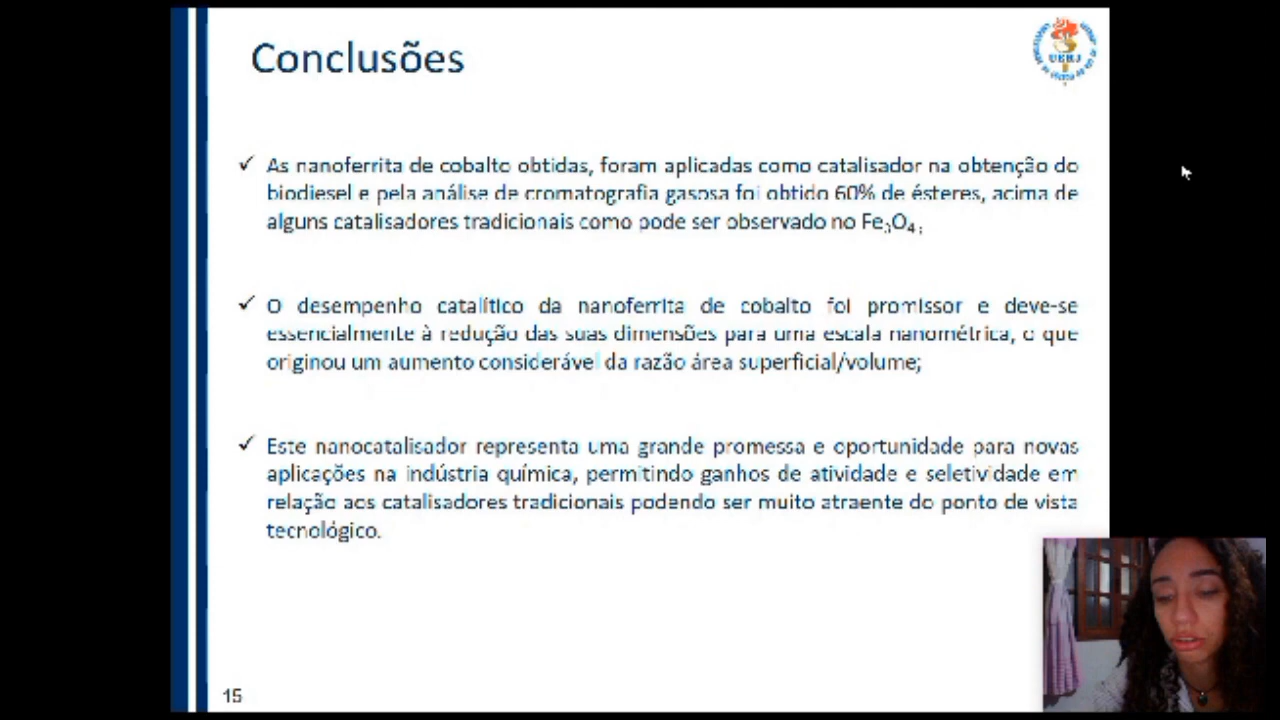 Conclusões
UERJ
✓ As nanoferrita de cobalto obtidas, foram aplicadas como catalisador na obtenção do
biodiesel e pela análise de cromatografia gasosa foi obtido 60% de ésteres, acima de
alguns catalisadores tradicionais como pode ser observado no Fe₃O₄;
✓ O desempenho catalítico da nanoferrita de cobalto foi promissor e deve-se
essencialmente à redução das suas dimensões para uma escala nanométrica, o que
originou um aumento considerável da razão área superficial/volume;
✓ Este nanocatalisador representa uma grande promessa e oportunidade para novas
aplicações na indústria química, permitindo ganhos de atividade e seletividade em
relação aos catalisadores tradicionais podendo ser muito atraente do ponto de vista
tecnológico.
15